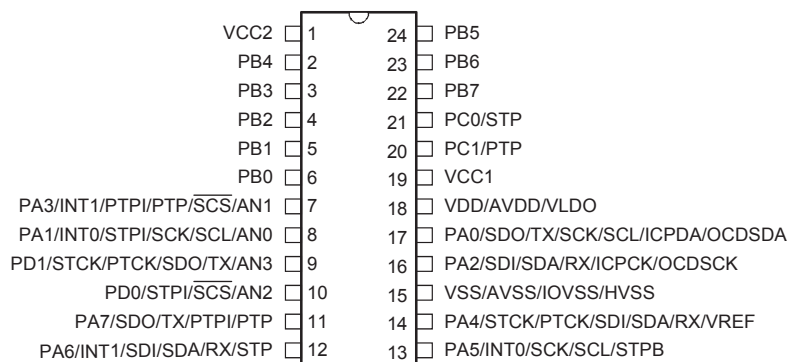 VCC2 1 24 PB5
PB4 2 23 PB6
PB3 3 22 PB7
PB2 4 21 PC0/STP
PB1 5 20 PC1/PTP
PB0 6 19 VCC1
PA3/INT1/PTPI/PTP/SCS/AN1 7 18 VDD/AVDD/VLDO
PA1/INT0/STPI/SCK/SCL/AN0 8 17 PA0/SDO/TX/SCK/SCL/ICPDA/OCDSDA
PD1/STCK/PTCK/SDO/TX/AN3 9 16 PA2/SDI/SDA/RX/ICPCK/OCDSCK
PD0/STPI/SCS/AN2 10 15 VSS/AVSS/IOVSS/HVSS
PA7/SDO/TX/PTPI/PTP 11 14 PA4/STCK/PTCK/SDI/SDA/RX/VREF
PA6/INT1/SDI/SDA/RX/STP 12 13 PA5/INT0/SCK/SCL/STPB